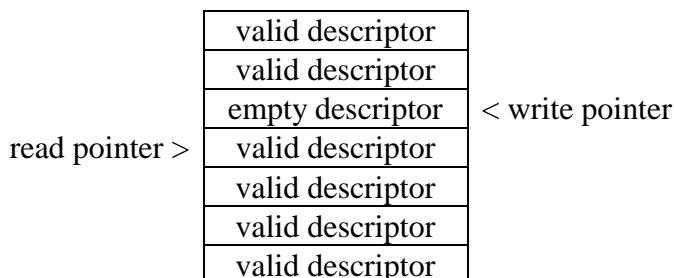 valid descriptor
valid descriptor
empty descriptor < write pointer
read pointer > valid descriptor
valid descriptor
valid descriptor
valid descriptor